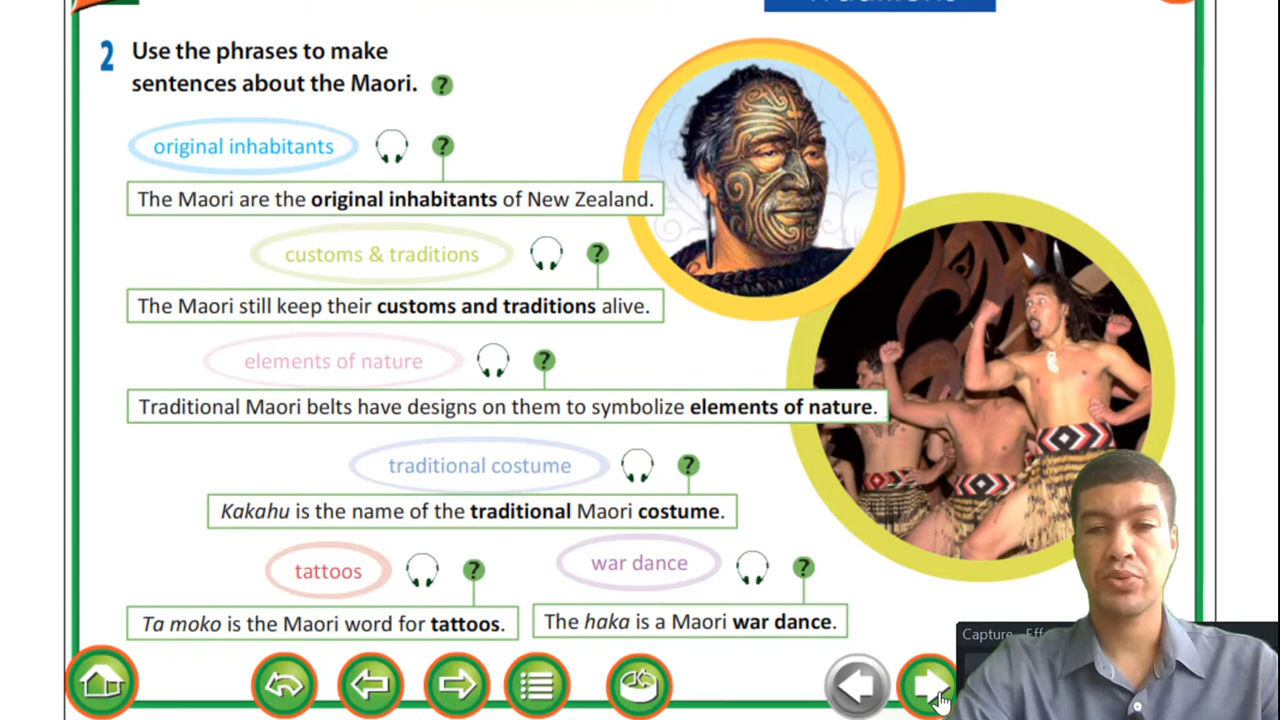 2 Use the phrases to make
sentences about the Maori. ?
original inhabitants ?
The Maori are the original inhabitants of New Zealand.
customs & traditions ?
The Maori still keep their customs and traditions alive.
elements of nature ?
Traditional Maori belts have designs on them to symbolize elements of nature.
traditional costume ?
Kakahu is the name of the traditional Maori costume.
tattoos ?
Ta moko is the Maori word for tattoos.
war dance ?
The haka is a Maori war dance.
Capture